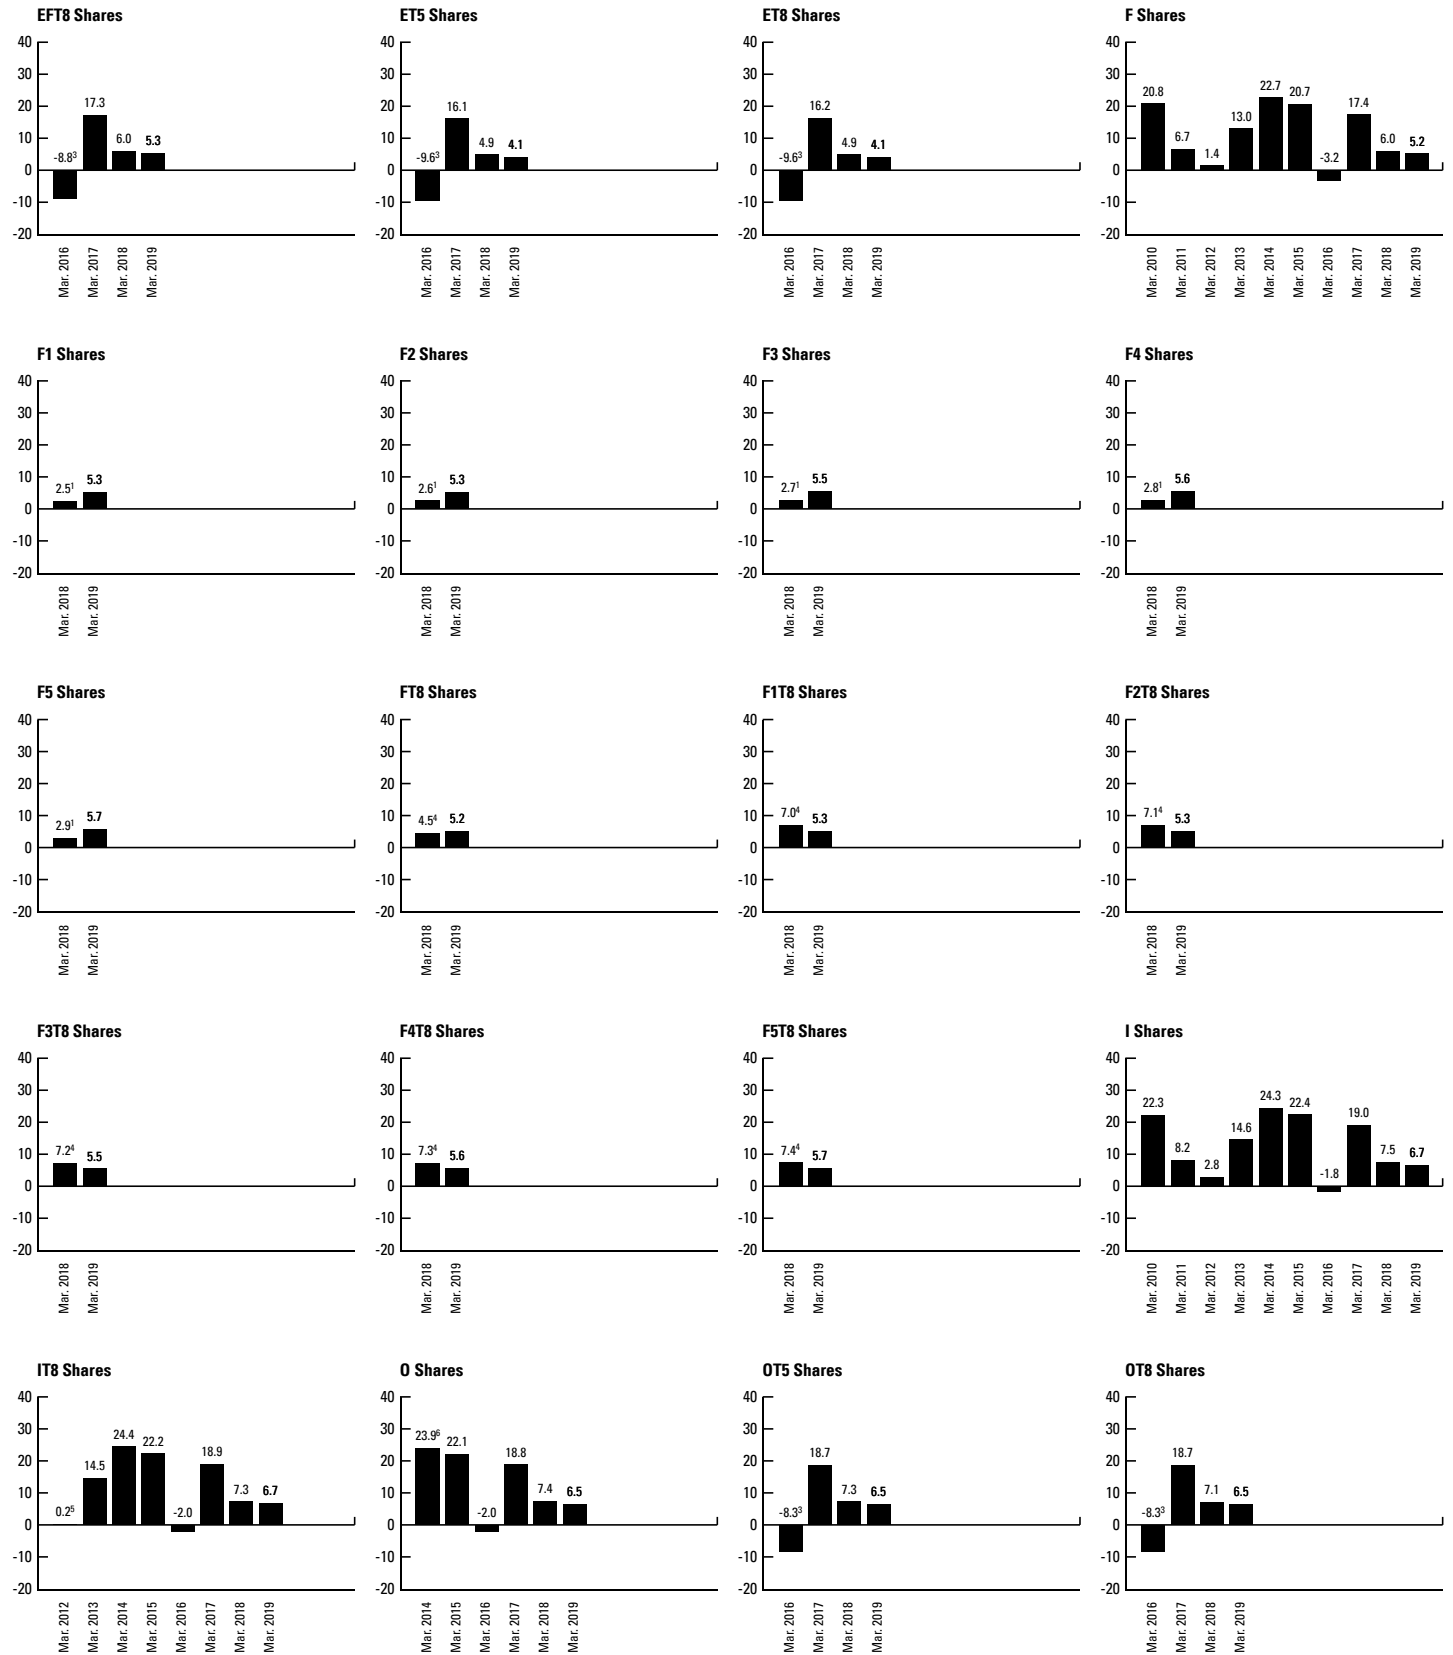 EFT8 Shares
40
30
20
10
0
-10
-20
-8.8³
17.3
6.0
5.3
Mar. 2016
Mar. 2017
Mar. 2018
Mar. 2019
ET5 Shares
40
30
20
10
0
-10
-20
-9.6³
16.1
4.9
4.1
Mar. 2016
Mar. 2017
Mar. 2018
Mar. 2019
ET8 Shares
40
30
20
10
0
-10
-20
-9.6³
16.2
4.9
4.1
Mar. 2016
Mar. 2017
Mar. 2018
Mar. 2019
F Shares
40
30
20
10
0
-10
-20
20.8
6.7
1.4
13.0
22.7
20.7
-3.2
17.4
6.0
5.2
Mar. 2010
Mar. 2011
Mar. 2012
Mar. 2013
Mar. 2014
Mar. 2015
Mar. 2016
Mar. 2017
Mar. 2018
Mar. 2019
F1 Shares
40
30
20
10
0
-10
-20
2.5¹
5.3
Mar. 2018
Mar. 2019
F2 Shares
40
30
20
10
0
-10
-20
2.6¹
5.3
Mar. 2018
Mar. 2019
F3 Shares
40
30
20
10
0
-10
-20
2.7¹
5.5
Mar. 2018
Mar. 2019
F4 Shares
40
30
20
10
0
-10
-20
2.8¹
5.6
Mar. 2018
Mar. 2019
F5 Shares
40
30
20
10
0
-10
-20
2.9¹
5.7
Mar. 2018
Mar. 2019
FT8 Shares
40
30
20
10
0
-10
-20
4.5⁴
5.2
Mar. 2018
Mar. 2019
F1T8 Shares
40
30
20
10
0
-10
-20
7.0⁴
5.3
Mar. 2018
Mar. 2019
F2T8 Shares
40
30
20
10
0
-10
-20
7.1⁴
5.3
Mar. 2018
Mar. 2019
F3T8 Shares
40
30
20
10
0
-10
-20
7.2⁴
5.5
Mar. 2018
Mar. 2019
F4T8 Shares
40
30
20
10
0
-10
-20
7.3⁴
5.6
Mar. 2018
Mar. 2019
F5T8 Shares
40
30
20
10
0
-10
-20
7.4⁴
5.7
Mar. 2018
Mar. 2019
I Shares
40
30
20
10
0
-10
-20
22.3
8.2
2.8
14.6
24.3
22.4
-1.8
19.0
7.5
6.7
Mar. 2010
Mar. 2011
Mar. 2012
Mar. 2013
Mar. 2014
Mar. 2015
Mar. 2016
Mar. 2017
Mar. 2018
Mar. 2019
IT8 Shares
40
30
20
10
0
-10
-20
0.2⁵
14.5
24.4
22.2
-2.0
18.9
7.3
6.7
Mar. 2012
Mar. 2013
Mar. 2014
Mar. 2015
Mar. 2016
Mar. 2017
Mar. 2018
Mar. 2019
O Shares
40
30
20
10
0
-10
-20
23.9⁶
22.1
-2.0
18.8
7.4
6.5
Mar. 2014
Mar. 2015
Mar. 2016
Mar. 2017
Mar. 2018
Mar. 2019
OT5 Shares
40
30
20
10
0
-10
-20
-8.3³
18.7
7.3
6.5
Mar. 2016
Mar. 2017
Mar. 2018
Mar. 2019
OT8 Shares
40
30
20
10
0
-10
-20
-8.3³
18.7
7.1
6.5
Mar. 2016
Mar. 2017
Mar. 2018
Mar. 2019